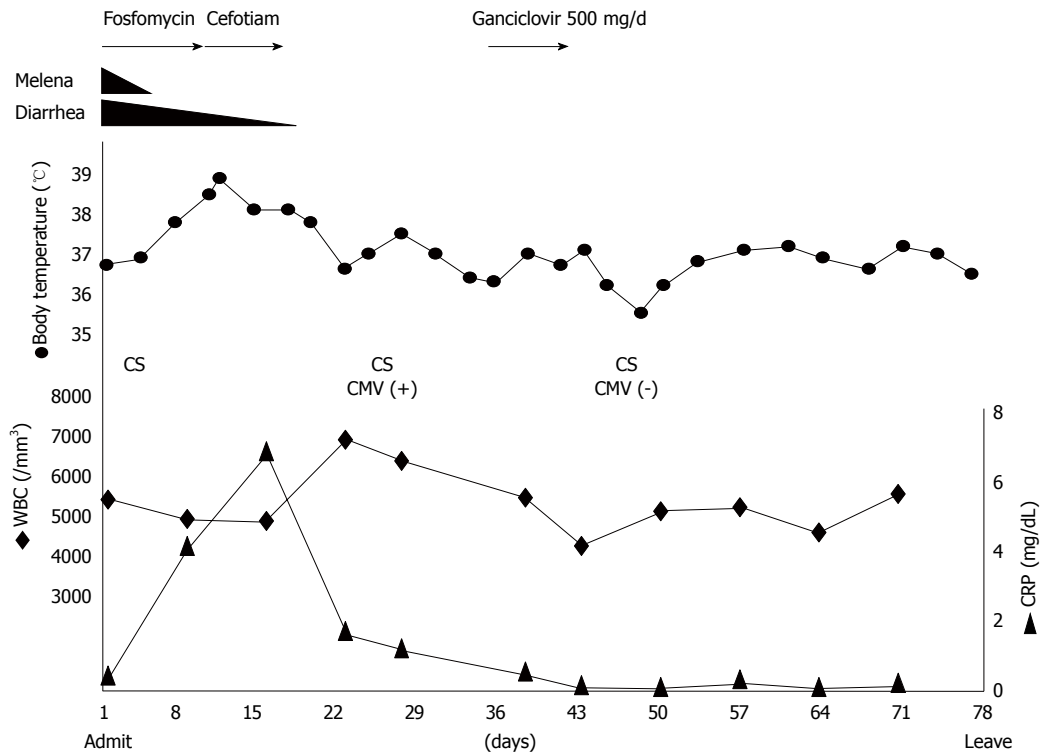 Fosfomycin Cefotiam Ganciclovir 500 mg/d
Melena
Diarrhea
Body temperature (℃)
39
38
37
36
35
CS CS CS
CMV (+) CMV (-)
WBC (/mm³)
8000
7000
6000
5000
4000
3000
8
6
4
2
0
CRP (mg/dL)
1 8 15 22 29 36 43 50 57 64 71 78
Admit (days) Leave